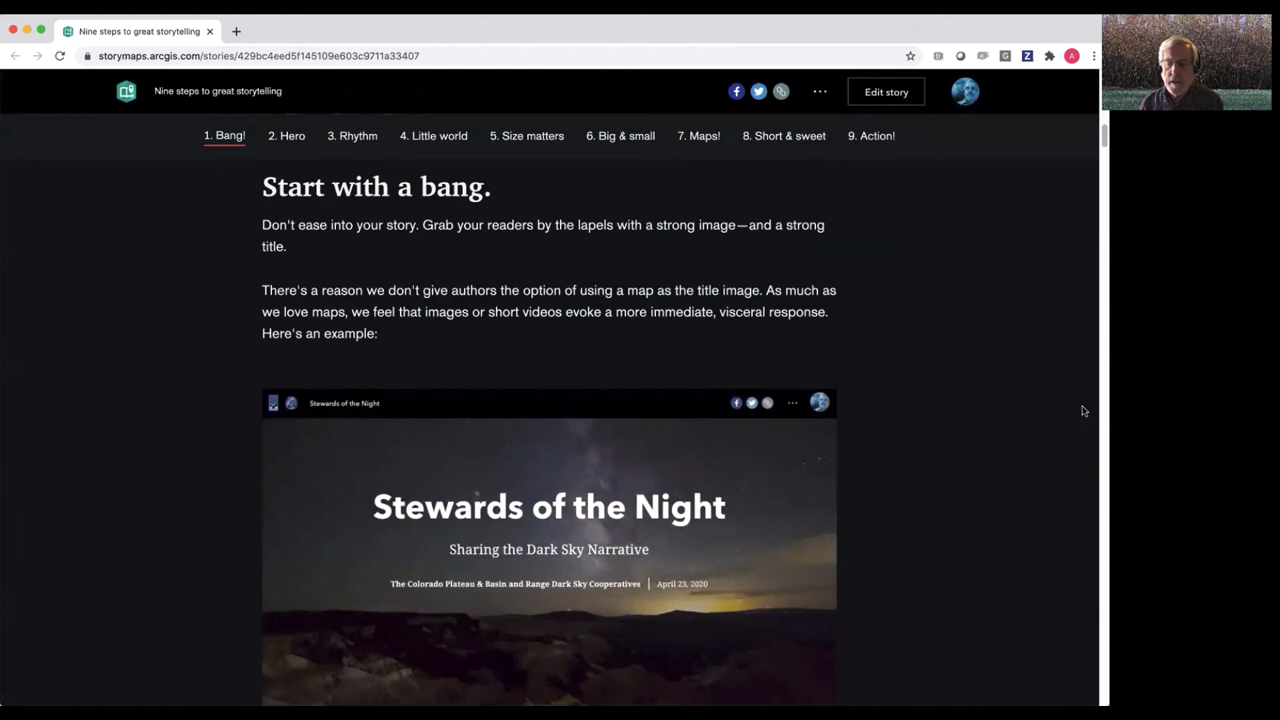 Nine steps to great storytelling
storymaps.arcgis.com/stories/429bc4eed5f145109e603c9711a33407
Nine steps to great storytelling
Edit story
1. Bang! 2. Hero 3. Rhythm 4. Little world 5. Size matters 6. Big & small 7. Maps! 8. Short & sweet 9. Action!
Start with a bang.
Don't ease into your story. Grab your readers by the lapels with a strong image—and a strong
title.
There's a reason we don't give authors the option of using a map as the title image. As much as
we love maps, we feel that images or short videos evoke a more immediate, visceral response.
Here's an example:
Stewards of the Night
Stewards of the Night
Sharing the Dark Sky Narrative
The Colorado Plateau & Basin and Range Dark Sky Cooperatives | April 23, 2020